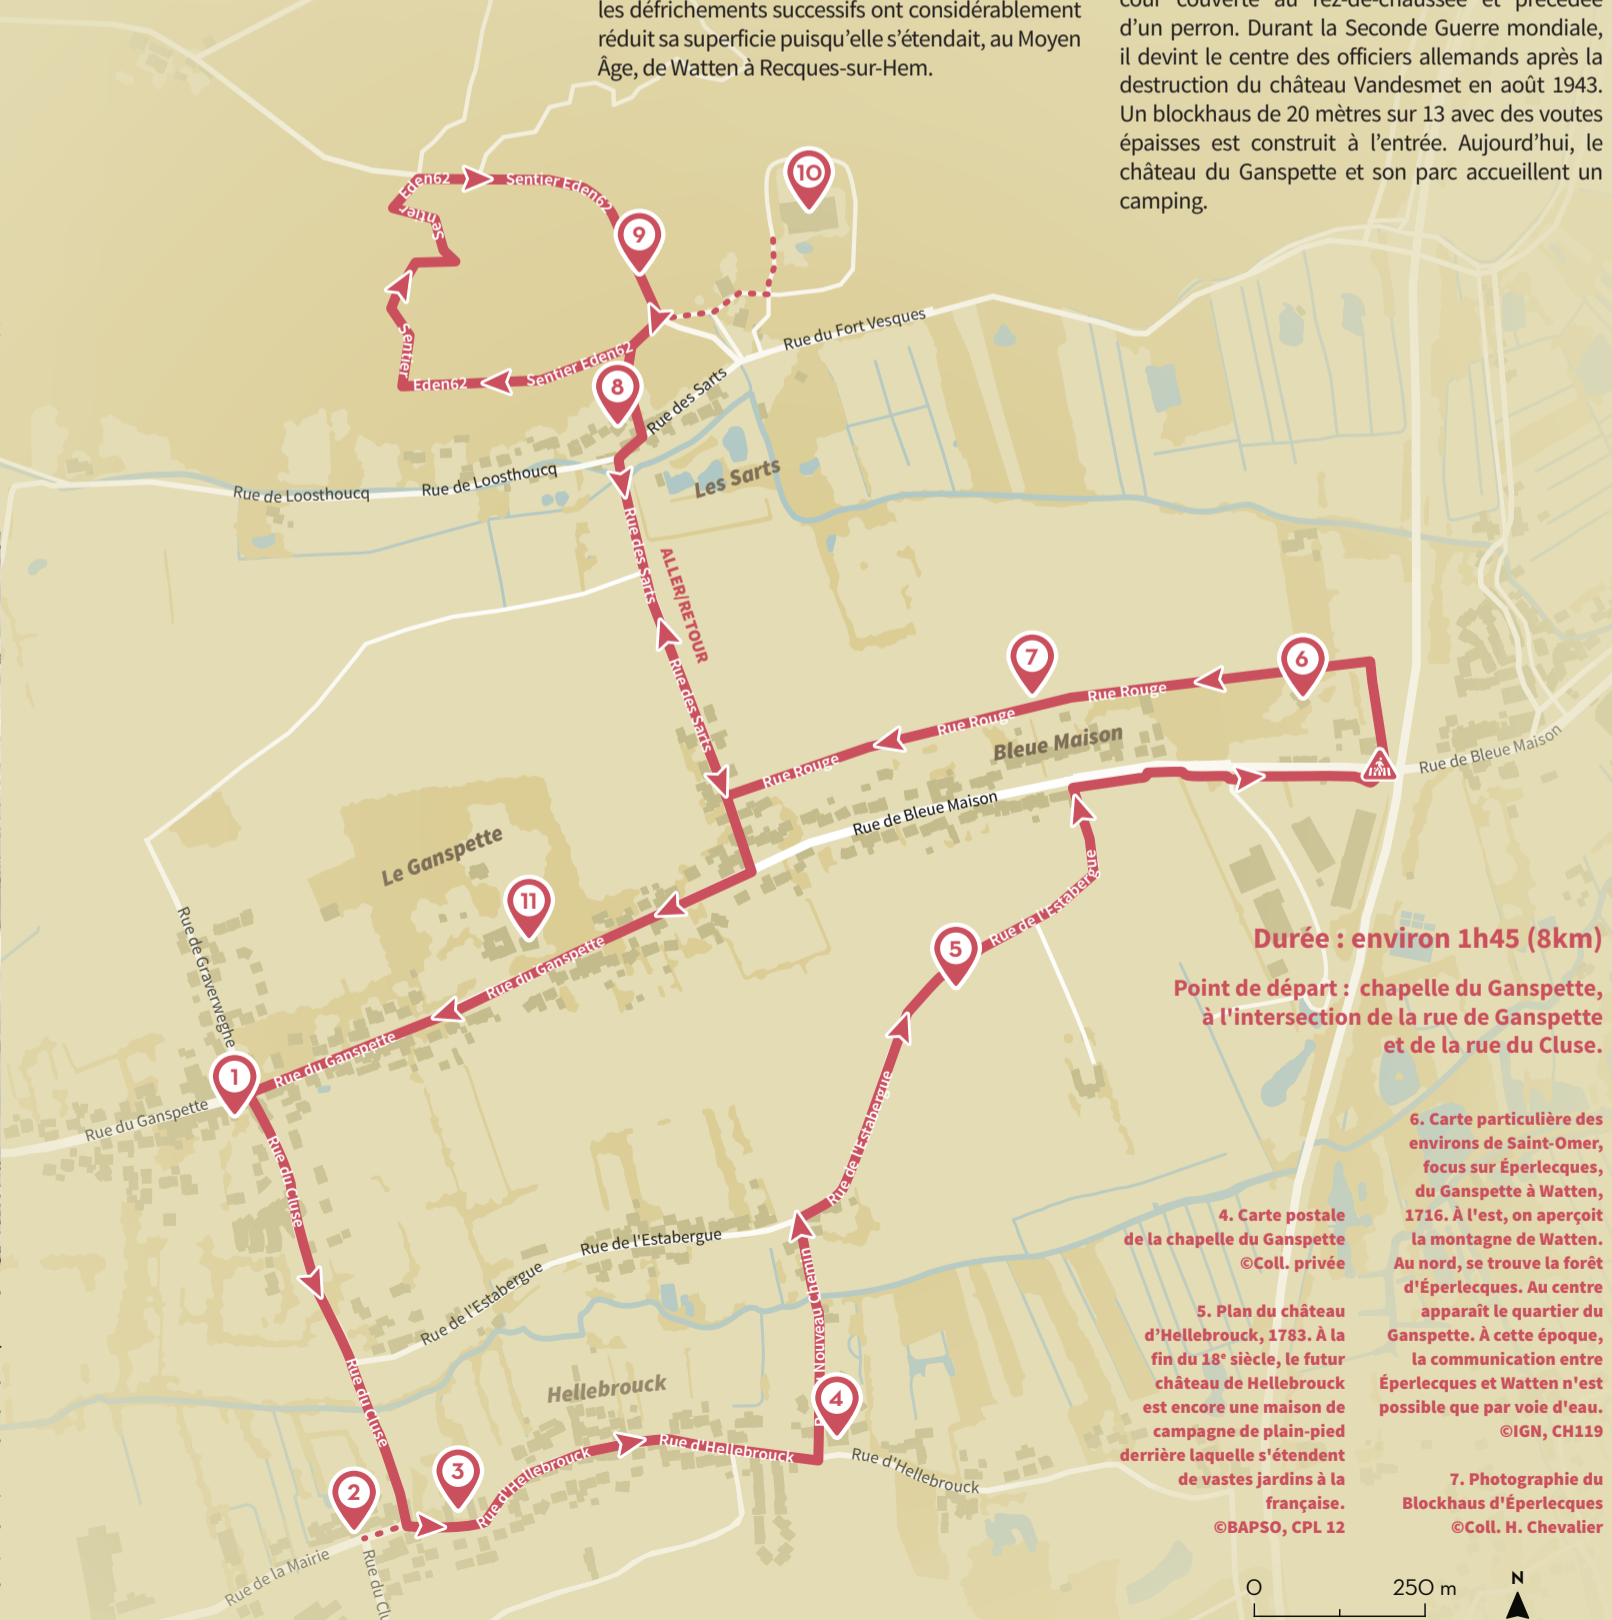 les défrichements successifs ont considérablement
réduit sa superficie puisqu'elle s'étendait, au Moyen
Âge, de Watten à Recques-sur-Hem.
cour couverte au rez-de-chaussée et précédée
d'un perron. Durant la Seconde Guerre mondiale,
il devint le centre des officiers allemands après la
destruction du château Vandesmet en août 1943.
Un blockhaus de 20 mètres sur 13 avec des voutes
épaisses est construit à l'entrée. Aujourd'hui, le
château du Ganspette et son parc accueillent un
camping.
10
Eden62
Sentier Eden62
Sentier
9
Rue du Fort Vesques
Sentier
Eden62
Sentier Eden62
8
Rue des Sarts
Rue de Loosthoucq
Rue de Loosthoucq
Les Sarts
Rue des Sarts
ALLER/RETOUR
Rue des Sarts
7
6
Rue Rouge
Rue Rouge
Rue Rouge
Bleue Maison
Rue de Bleue Maison
Rue de Bleue Maison
Le Ganspette
11
Rue de l'Estabergue
5
Rue du Ganspette
Rue de Graverweghe
Rue du Ganspette
1
Rue du Ganspette
Rue du Cluse
Rue de l'Estabergue
Rue de l'Estabergue
Rue de l'Estabergue
Nouveau Chemin
Rue du Cluse
Hellebrouck
4
Rue d'Hellebrouck
Rue d'Hellebrouck
Rue d'Hellebrouck
3
2
Rue de la Mairie
Rue du Clu
Durée : environ 1h45 (8km)
Point de départ : chapelle du Ganspette,
à l'intersection de la rue de Ganspette
et de la rue du Cluse.
4. Carte postale
de la chapelle du Ganspette
©Coll. privée
5. Plan du château
d'Hellebrouck, 1783. À la
fin du 18e siècle, le futur
château de Hellebrouck
est encore une maison de
campagne de plain-pied
derrière laquelle s'étendent
de vastes jardins à la
française.
©BAPSO, CPL 12
6. Carte particulière des
environs de Saint-Omer,
focus sur Éperlecques,
du Ganspette à Watten,
1716. À l'est, on aperçoit
la montagne de Watten.
Au nord, se trouve la forêt
d'Éperlecques. Au centre
apparaît le quartier du
Ganspette. À cette époque,
la communication entre
Éperlecques et Watten n'est
possible que par voie d'eau.
©IGN, CH119
7. Photographie du
Blockhaus d'Éperlecques
©Coll. H. Chevalier
0 250 m
N